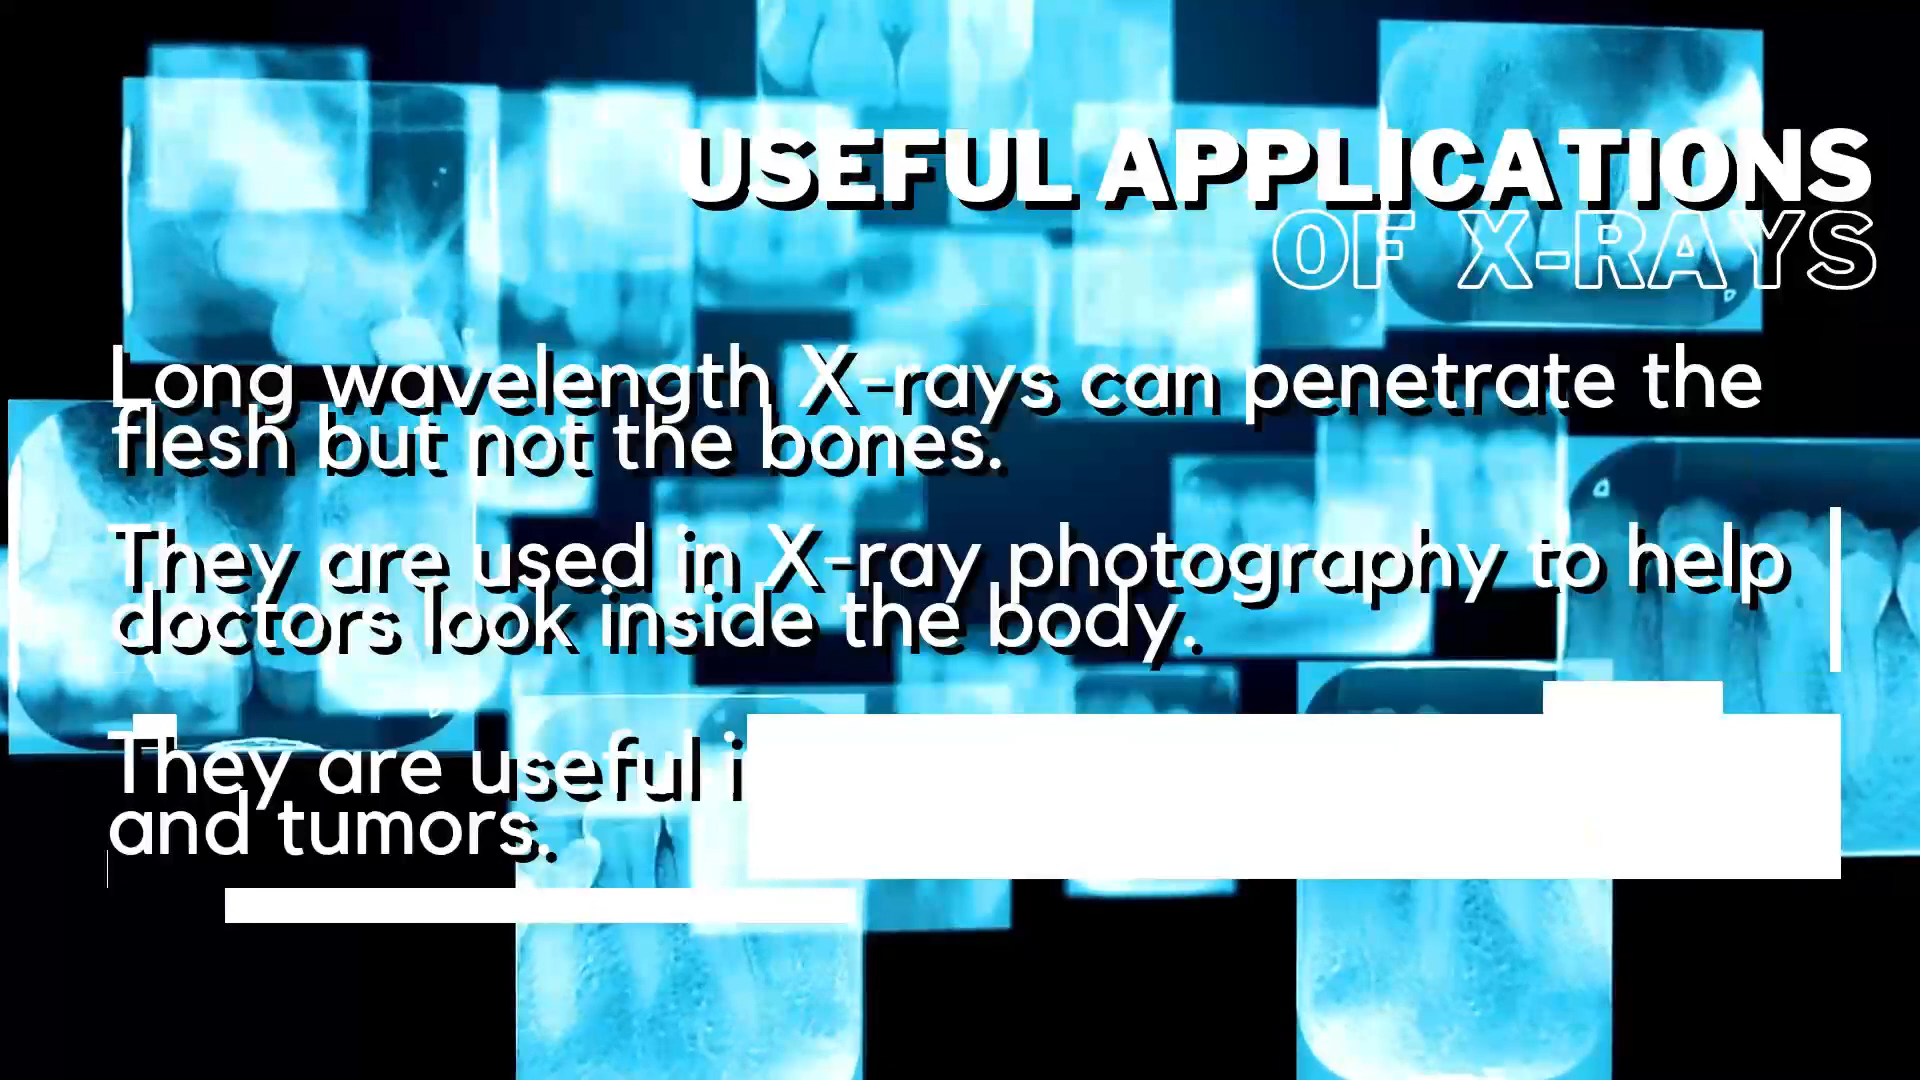 USEFUL APPLICATIONS
OF X-RAYS
Long wavelength X-rays can penetrate the
flesh but not the bones.
They are used in X-ray photography to help
doctors look inside the body.
They are useful
and tumors.